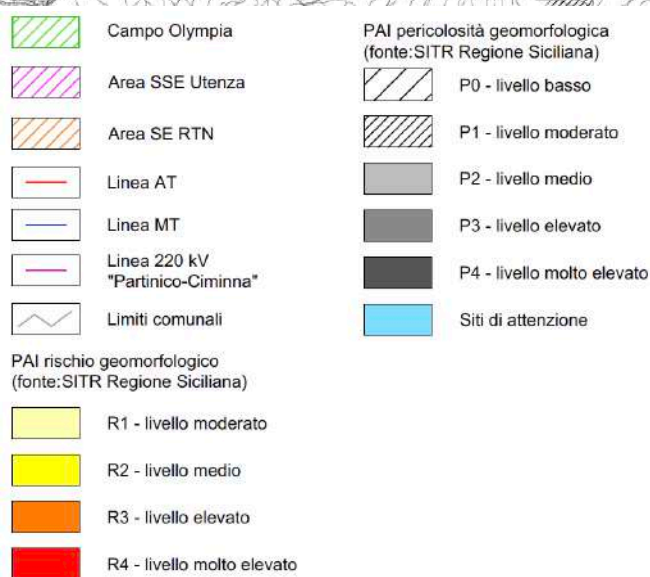 Campo Olympia
Area SSE Utenza
Area SE RTN
Linea AT
Linea MT
Linea 220 kV
"Partinico-Ciminna"
Limiti comunali
PAI rischio geomorfologico
(fonte:SITR Regione Siciliana)
R1 - livello moderato
R2 - livello medio
R3 - livello elevato
R4 - livello molto elevato
PAI pericolosità geomorfologica
(fonte:SITR Regione Siciliana)
P0 - livello basso
P1 - livello moderato
P2 - livello medio
P3 - livello elevato
P4 - livello molto elevato
Siti di attenzione